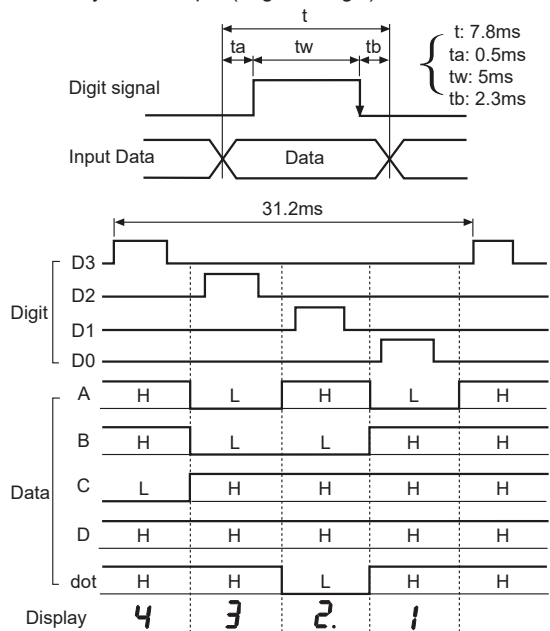 t
ta tw tb
t: 7.8ms
ta: 0.5ms
tw: 5ms
tb: 2.3ms
Digit signal
Input Data Data
31.2ms
D3
D2
Digit
D1
D0
A H L H L H
B H L L H H
Data
C L H H H H
D H H H H H
dot H H L H H
Display 4 3 2. 1